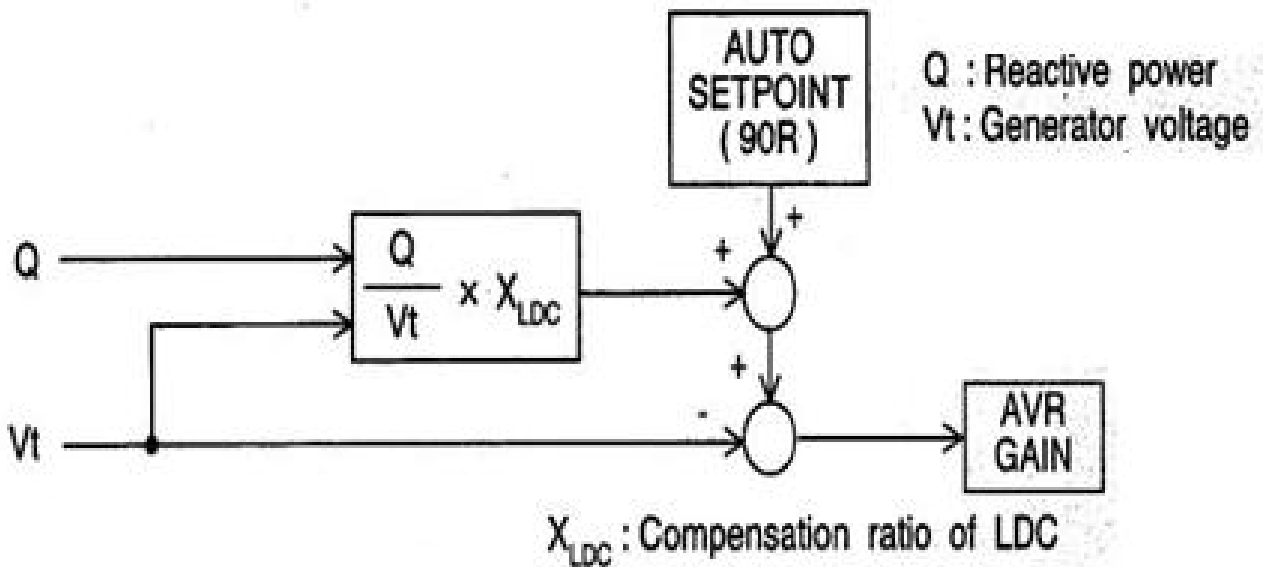 AUTO
SETPOINT
( 90R )
Q : Reactive power
Vt : Generator voltage
+
+
Q
Q
Vt
x X_LDC
+
-
Vt
AVR
GAIN
X_LDC : Compensation ratio of LDC